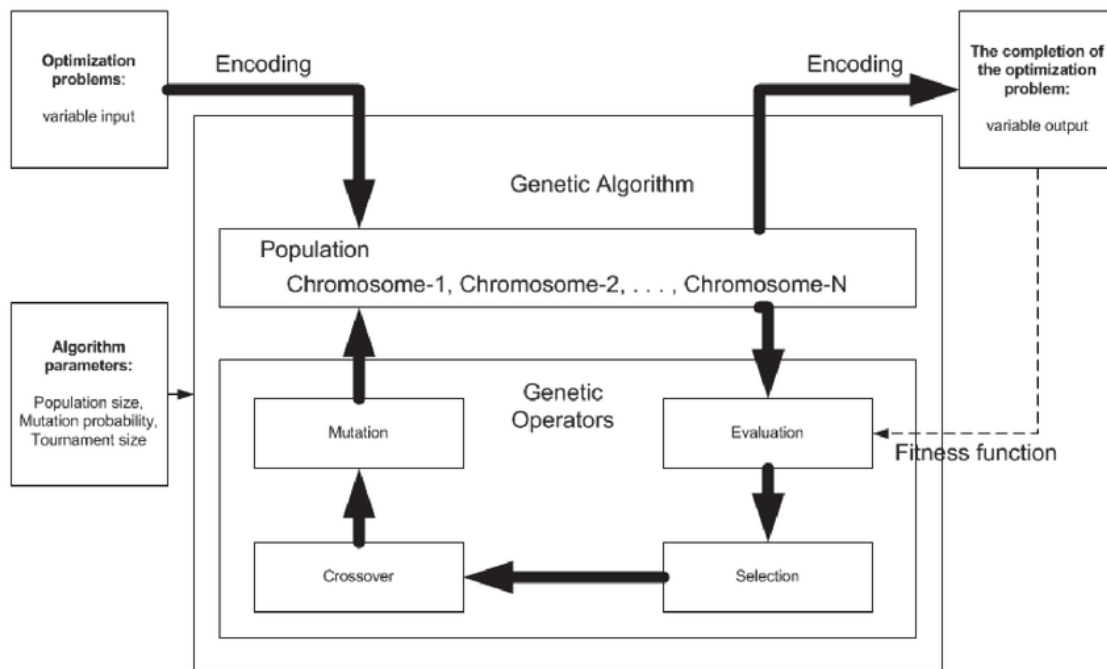 Optimization
problems:
variable input
Encoding
Encoding
The completion of
the optimization
problem:
variable output
Genetic Algorithm
Population
Chromosome-1, Chromosome-2, . . . , Chromosome-N
Algorithm
parameters:
Population size,
Mutation probability,
Tournament size
Genetic
Operators
Mutation
Evaluation
Fitness function
Crossover
Selection